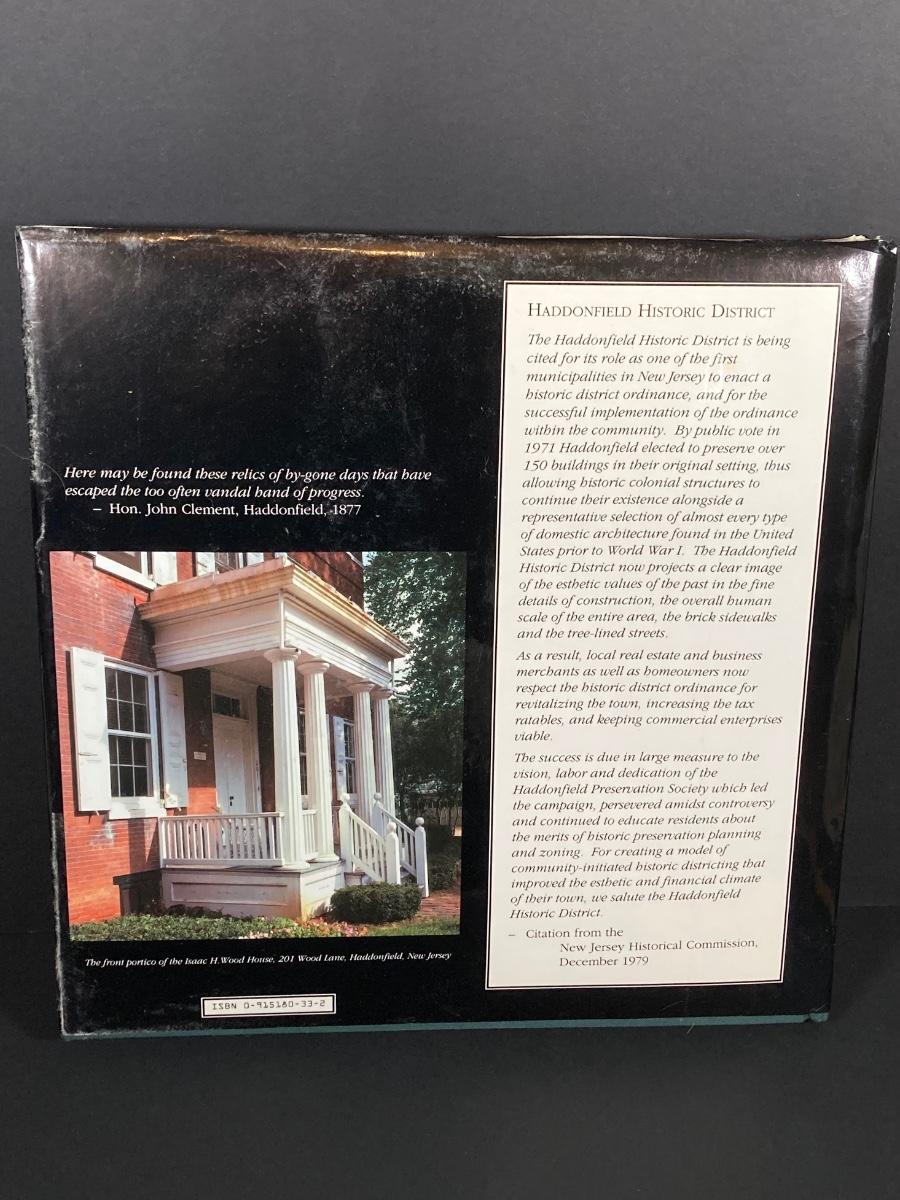 Here may be found these relics of by-gone days that have
escaped the too often vandal hand of progress.
– Hon. John Clement, Haddonfield, 1877
The front portico of the Isaac H. Wood House, 201 Wood Lane, Haddonfield, New Jersey
ISBN 0-915180-33-2
HADDONFIELD HISTORIC DISTRICT
The Haddonfield Historic District is being
cited for its role as one of the first
municipalities in New Jersey to enact a
historic district ordinance, and for the
successful implementation of the ordinance
within the community. By public vote in
1971 Haddonfield elected to preserve over
150 buildings in their original setting, thus
allowing historic colonial structures to
continue their existence alongside a
representative selection of almost every type
of domestic architecture found in the United
States prior to World War I. The Haddonfield
Historic District now projects a clear image
of the esthetic values of the past in the fine
details of construction, the overall human
scale of the entire area, the brick sidewalks
and the tree-lined streets.
As a result, local real estate and business
merchants as well as homeowners now
respect the historic district ordinance for
revitalizing the town, increasing the tax
ratables, and keeping commercial enterprises
viable.
The success is due in large measure to the
vision, labor and dedication of the
Haddonfield Preservation Society which led
the campaign, persevered amidst controversy
and continued to educate residents about
the merits of historic preservation planning
and zoning. For creating a model of
community-initiated historic districting that
improved the esthetic and financial climate
of their town, we salute the Haddonfield
Historic District.
– Citation from the
New Jersey Historical Commission,
December 1979